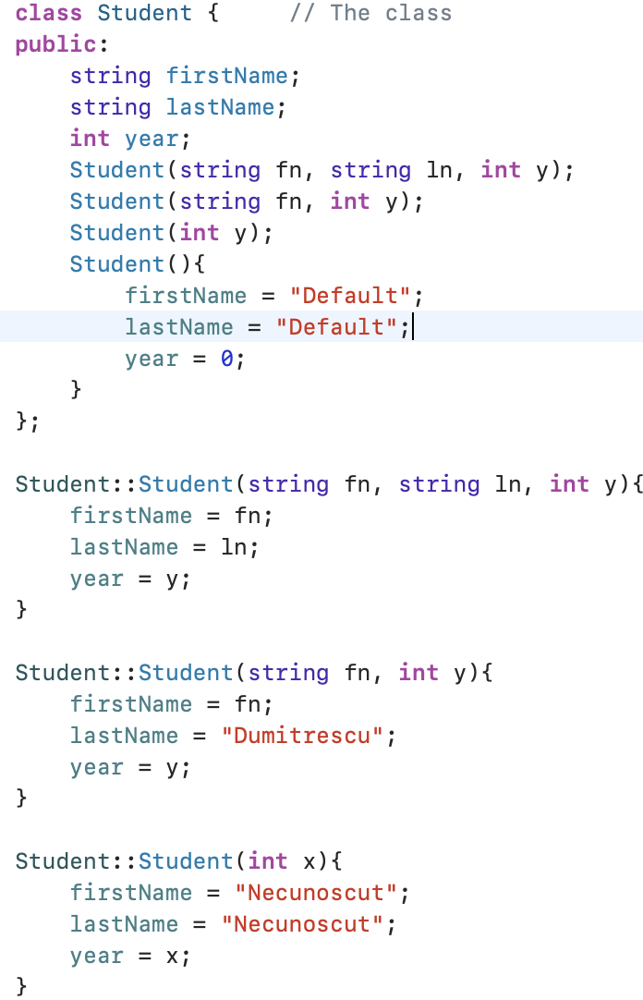 class Student {     // The class
public:
    string firstName;
    string lastName;
    int year;
    Student(string fn, string ln, int y);
    Student(string fn, int y);
    Student(int y);
    Student(){
        firstName = "Default";
        lastName = "Default";
        year = 0;
    }
};

Student::Student(string fn, string ln, int y){
    firstName = fn;
    lastName = ln;
    year = y;
}

Student::Student(string fn, int y){
    firstName = fn;
    lastName = "Dumitrescu";
    year = y;
}

Student::Student(int x){
    firstName = "Necunoscut";
    lastName = "Necunoscut";
    year = x;
}